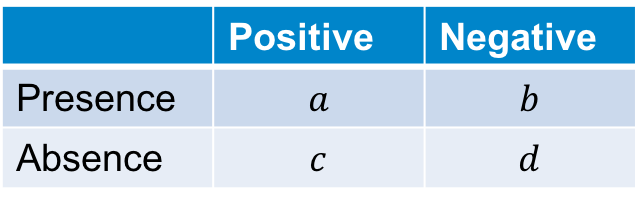 Positive Negative
Presence a b
Absence c d